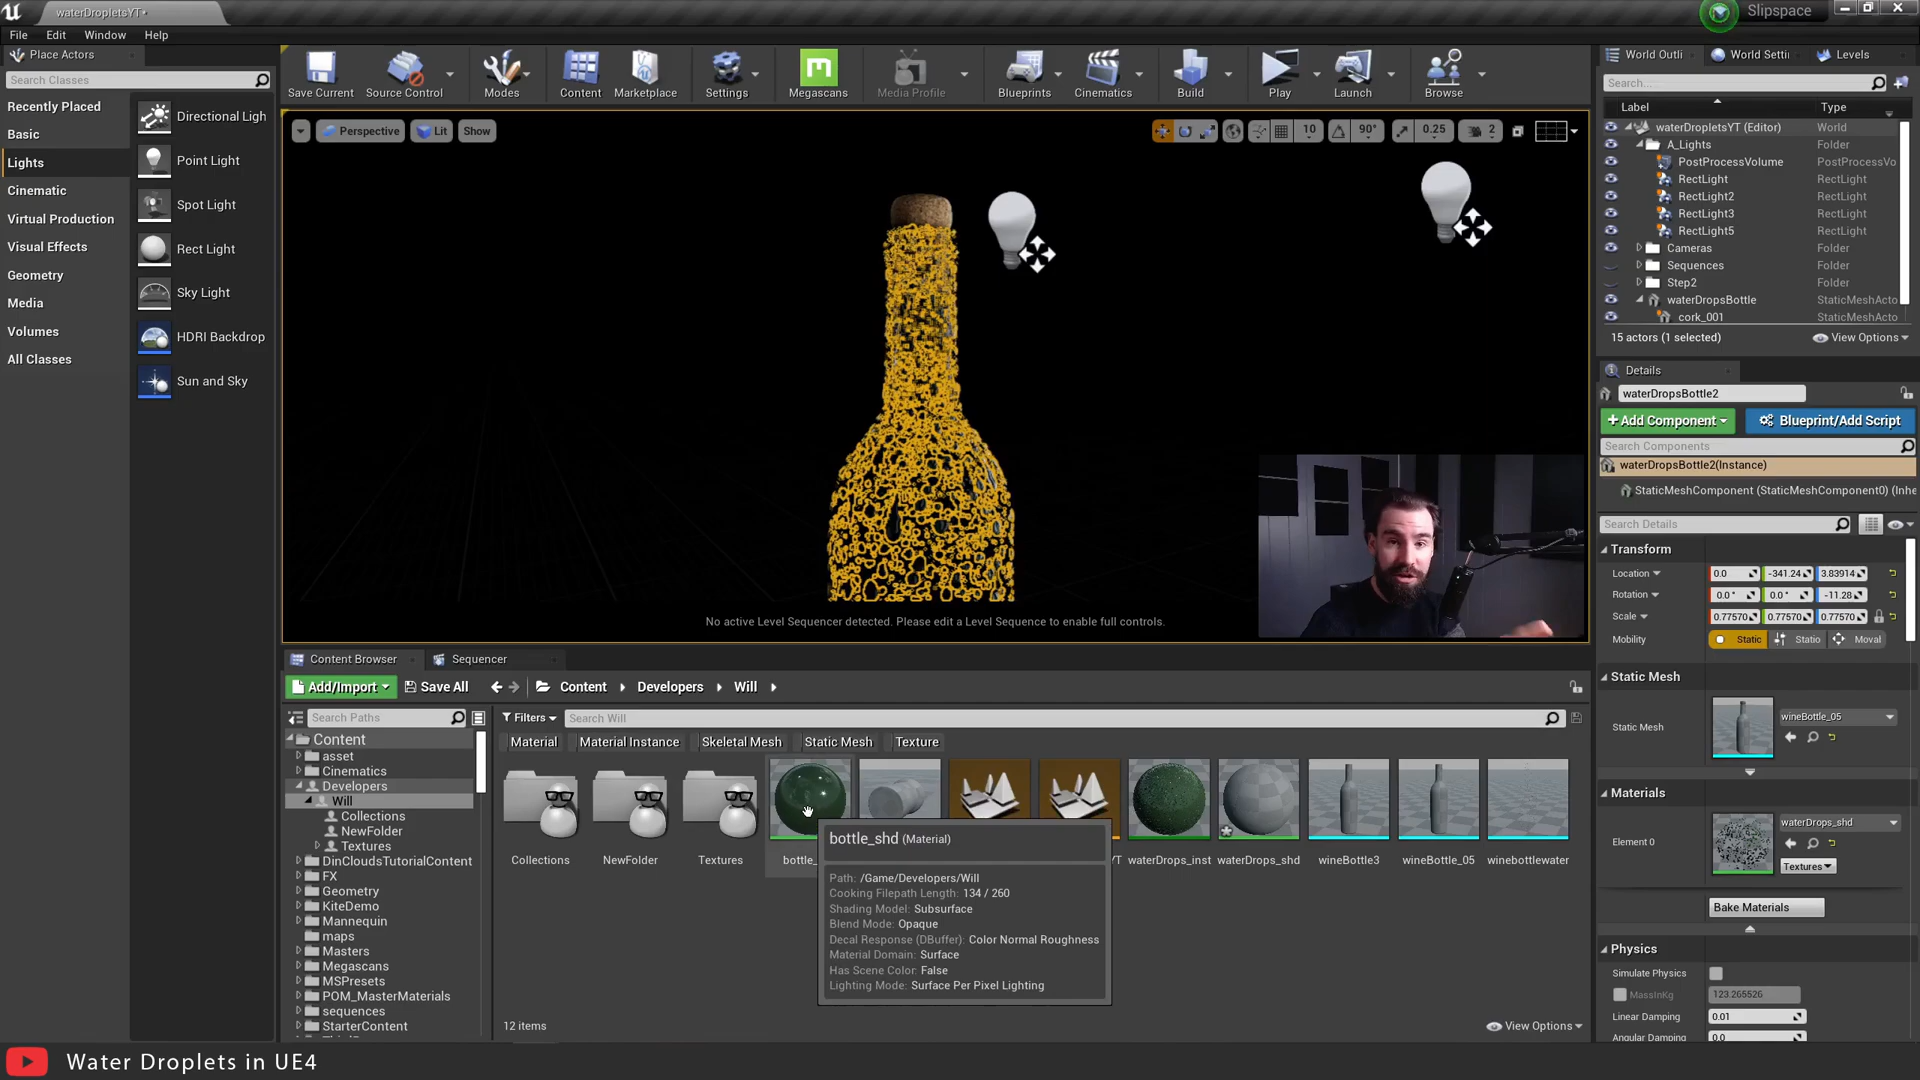 waterDropletsYT•
Slipspace
File Edit Window Help
Place Actors
Search Classes
Recently Placed
Basic
Lights
Cinematic
Virtual Production
Visual Effects
Geometry
Media
Volumes
All Classes
Directional Ligh
Point Light
Spot Light
Rect Light
Sky Light
HDRI Backdrop
Sun and Sky
Save Current Source Control Modes Content Marketplace Settings Megascans Media Profile Blueprints Cinematics Build Play Launch Browse
Perspective Lit Show
10 90° 0.25 2
No active Level Sequencer detected. Please edit a Level Sequence to enable full controls.
World Outli World Setti Levels
Search...
Label Type
waterDropletsYT (Editor) World
A_Lights Folder
PostProcessVolume PostProcessVo
RectLight RectLight
RectLight2 RectLight
RectLight3 RectLight
RectLight5 RectLight
Cameras Folder
Sequences Folder
Step2 Folder
waterDropsBottle StaticMeshActo
cork_001 StaticMeshActo
15 actors (1 selected) View Options
Details
waterDropsBottle2
+Add Component Blueprint/Add Script
Search Components
waterDropsBottle2(Instance)
StaticMeshComponent (StaticMeshComponent0) (Inhe
Search Details
Transform
Location 0.0 -341.24 3.83914
Rotation 0.0 ° 0.0 ° -11.28
Scale 0.77570 0.77570 0.77570
Mobility Static Statio Moval
Static Mesh
Static Mesh wineBottle_05
Materials
Element 0 waterDrops_shd
Textures
Bake Materials
Physics
Simulate Physics
MassInKg 123.265526
Linear Damping 0.01
Angular Damping 0.0
Content Browser Sequencer
Add/Import Save All Content Developers Will
Search Paths
Content
asset
Cinematics
Developers
Will
Collections
NewFolder
Textures
DinCloudsTutorialContent
FX
Geometry
KiteDemo
Mannequin
maps
Masters
Megascans
MSPresets
POM_MasterMaterials
sequences
StarterContent
Filters Search Will
Material Material Instance Skeletal Mesh Static Mesh Texture
Collections NewFolder Textures bottle_ YT waterDrops_inst waterDrops_shd wineBottle3 wineBottle_05 winebottlewater
bottle_shd (Material)
Path: /Game/Developers/Will
Cooking Filepath Length: 134 / 260
Shading Model: Subsurface
Blend Mode: Opaque
Decal Response (DBuffer): Color Normal Roughness
Material Domain: Surface
Has Scene Color: False
Lighting Mode: Surface Per Pixel Lighting
12 items View Options
Water Droplets in UE4